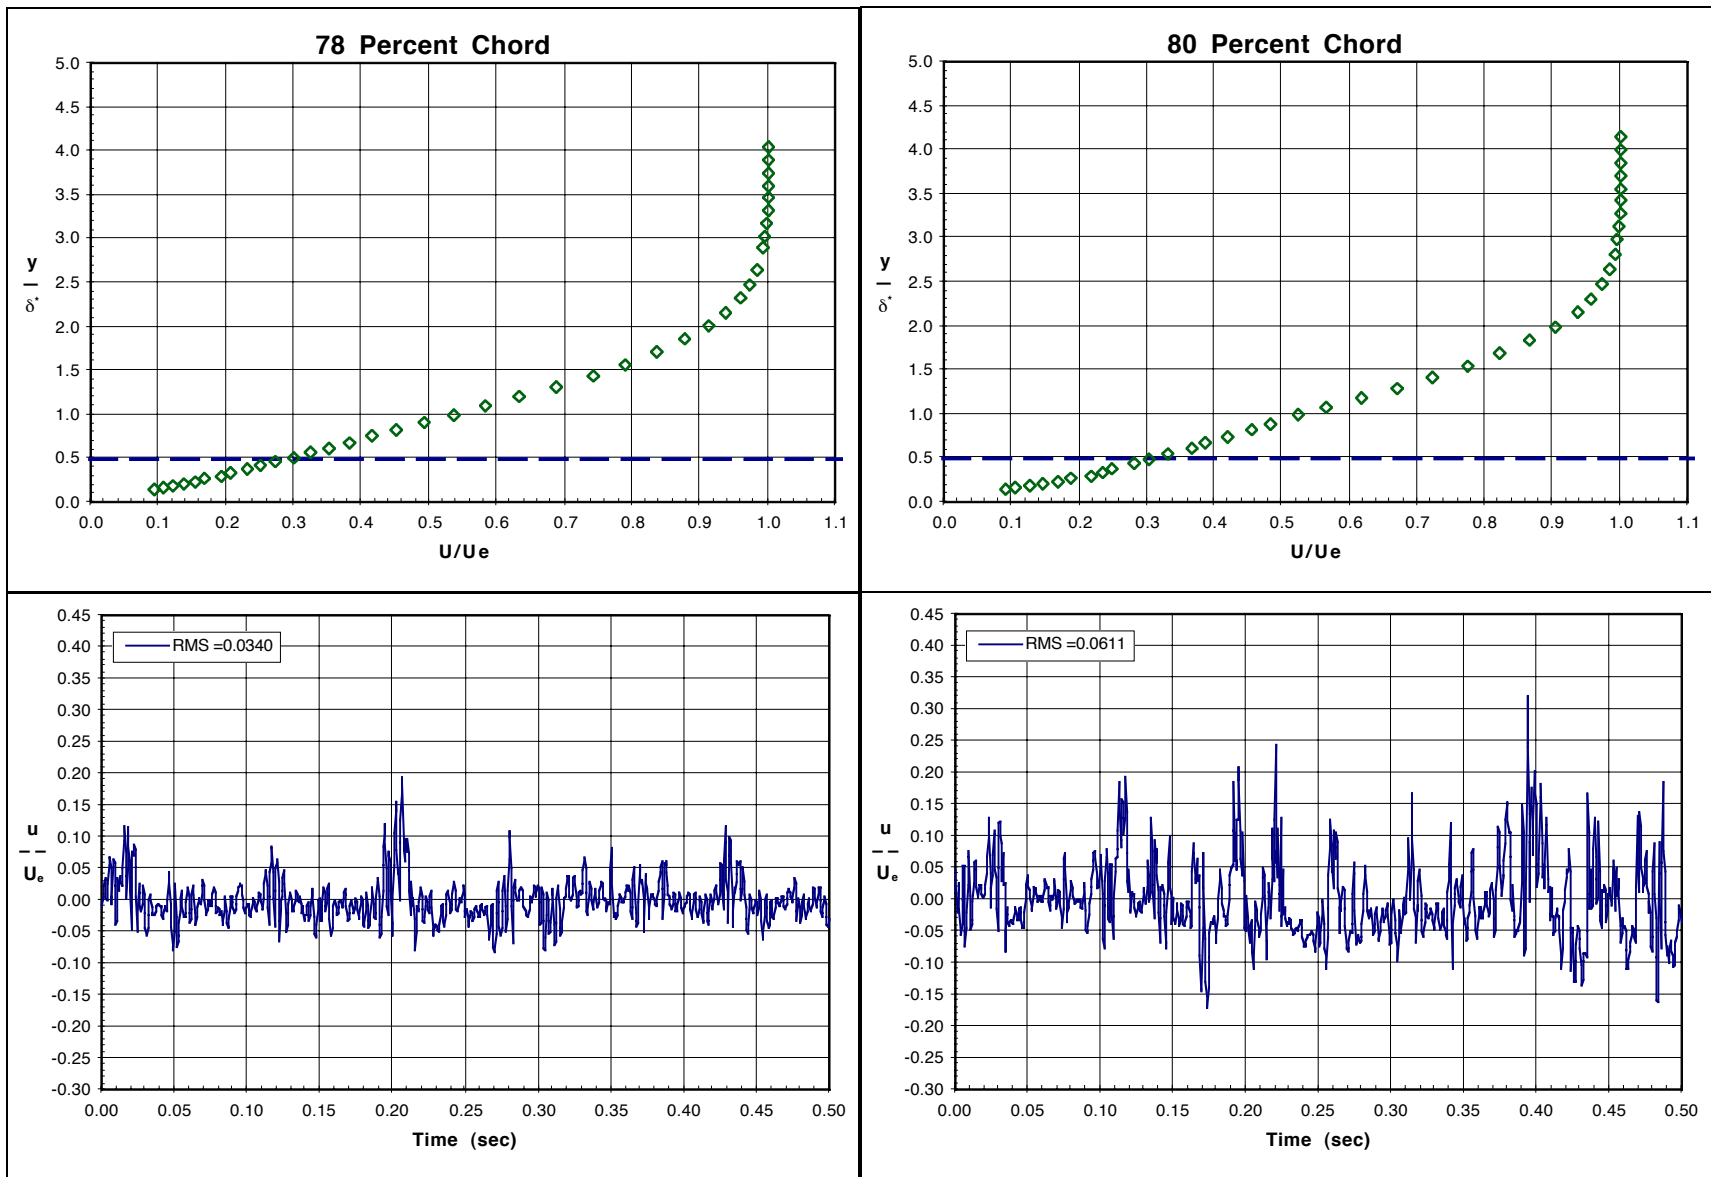 78 Percent Chord
5.0
4.5
4.0
3.5
3.0
2.5
2.0
1.5
1.0
0.5
0.0
y
δ*
0.0 0.1 0.2 0.3 0.4 0.5 0.6 0.7 0.8 0.9 1.0 1.1
U/Ue
80 Percent Chord
5.0
4.5
4.0
3.5
3.0
2.5
2.0
1.5
1.0
0.5
0.0
y
δ*
0.0 0.1 0.2 0.3 0.4 0.5 0.6 0.7 0.8 0.9 1.0 1.1
U/Ue
0.45
0.40
0.35
0.30
0.25
0.20
0.15
0.10
0.05
0.00
-0.05
-0.10
-0.15
-0.20
-0.25
-0.30
RMS =0.0340
u
Ue
0.00 0.05 0.10 0.15 0.20 0.25 0.30 0.35 0.40 0.45 0.50
Time (sec)
0.45
0.40
0.35
0.30
0.25
0.20
0.15
0.10
0.05
0.00
-0.05
-0.10
-0.15
-0.20
-0.25
-0.30
RMS =0.0611
u
Ue
0.00 0.05 0.10 0.15 0.20 0.25 0.30 0.35 0.40 0.45 0.50
Time (sec)